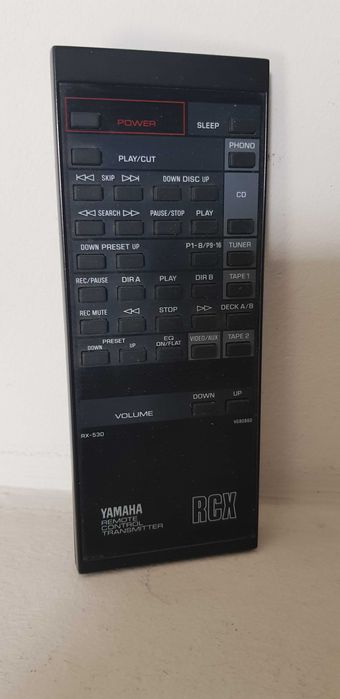 POWER
SLEEP
PLAY/CUT
PHONO
SKIP
DOWN DISC UP
CD
SEARCH
PAUSE/STOP
PLAY
DOWN PRESET UP
P1-8/P9-16
TUNER
REC/PAUSE
DIR A
PLAY
DIR B
TAPE 1
REC MUTE
STOP
DECK A/B
PRESET
DOWN
UP
EQ
ON/FLAT
VIDEO/AUX
TAPE 2
VOLUME
DOWN
UP
RX-530
YAMAHA
REMOTE
CONTROL
TRANSMITTER
RCX